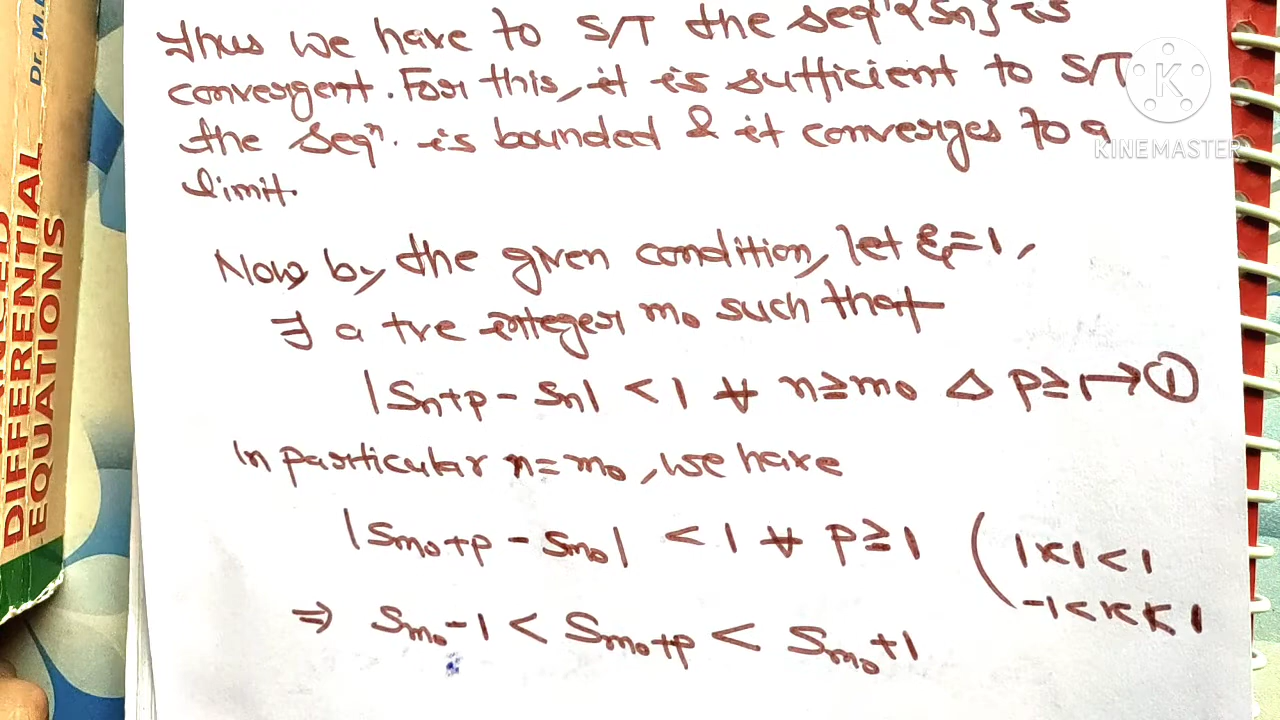 Thus we have to S/T the seqⁿ {Sn} is
convergent. For this, it is sufficient to S/T
the seqⁿ. is bounded & it converges to a
limit.
Now by the given condition, let ε₁=1,
∃ a +ve integer m₀ such that
|Sn+p - Sn| < 1 ∀ n≥m₀ Δ p≥1 → ①
In particular n=m₀, we have
|Sm₀+p - Sm₀| < 1 ∀ p≥1
(|x|<1
-1<x<1
⇒ Sm₀-1 < Sm₀+p < Sm₀+1
K
KINEMASTER
Dr. M.D
DIFFERENTIAL
EQUATIONS